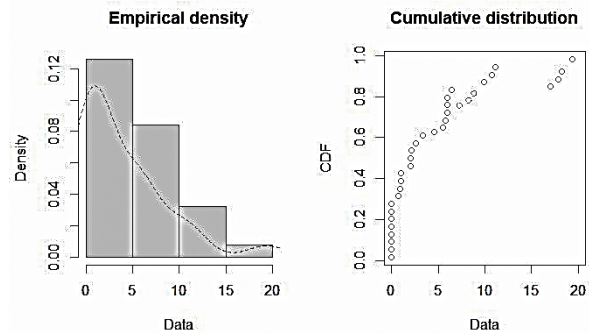 Empirical density
Density
0.00 0.04 0.08 0.12
0 5 10 15 20
Data
Cumulative distribution
CDF
0.0 0.2 0.4 0.6 0.8 1.0
0 5 10 15 20
Data